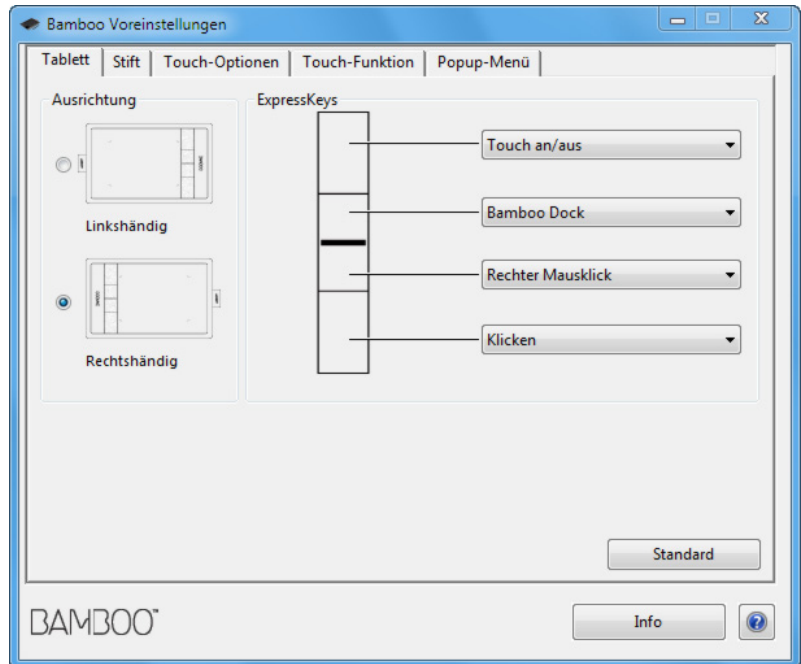 Bamboo Voreinstellungen
Tablett Stift Touch-Optionen Touch-Funktion Popup-Menü
Ausrichtung
Linkshändig
Rechtshändig
ExpressKeys
Touch an/aus
Bamboo Dock
Rechter Mausklick
Klicken
Standard
BAMBOO™
Info